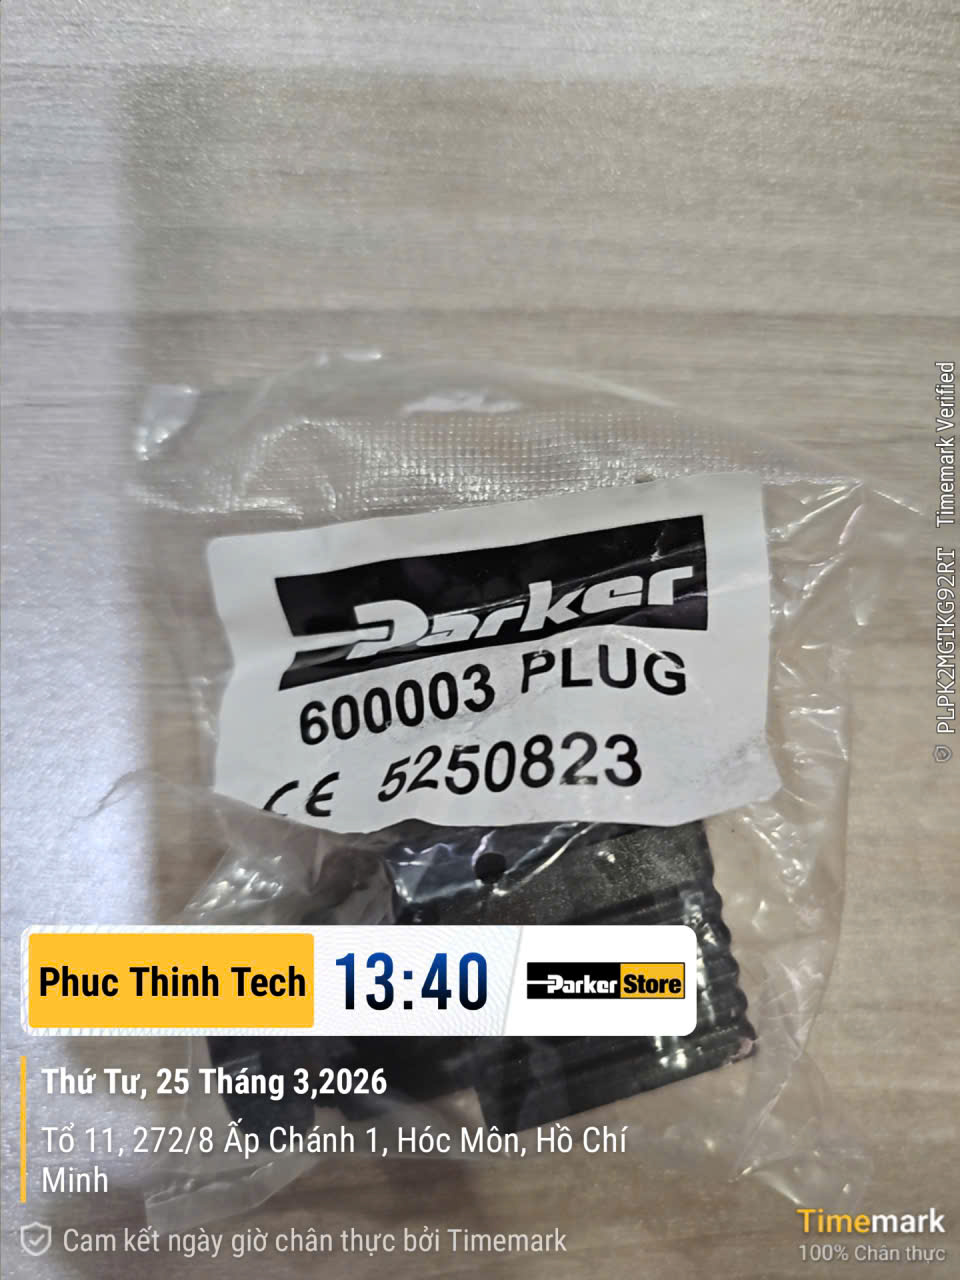 Parker
600003 PLUG
CE 5250823
Phuc Thinh Tech
13:40
Parker Store
Thứ Tư, 25 Tháng 3,2026
Tổ 11, 272/8 Ấp Chánh 1, Hóc Môn, Hồ Chí
Minh
Cam kết ngày giờ chân thực bởi Timemark
Timemark
100% Chân thực
PLPK2MGTKG92RT Timemark Verified